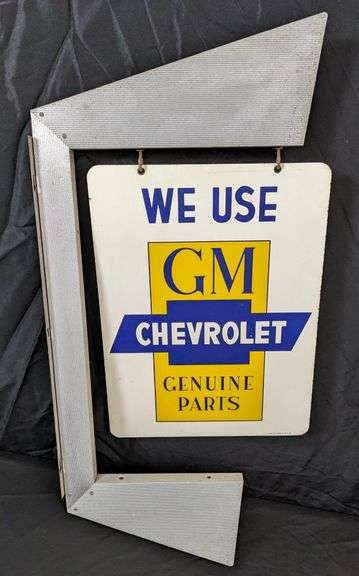 WE USE
GM
CHEVROLET
GENUINE
PARTS